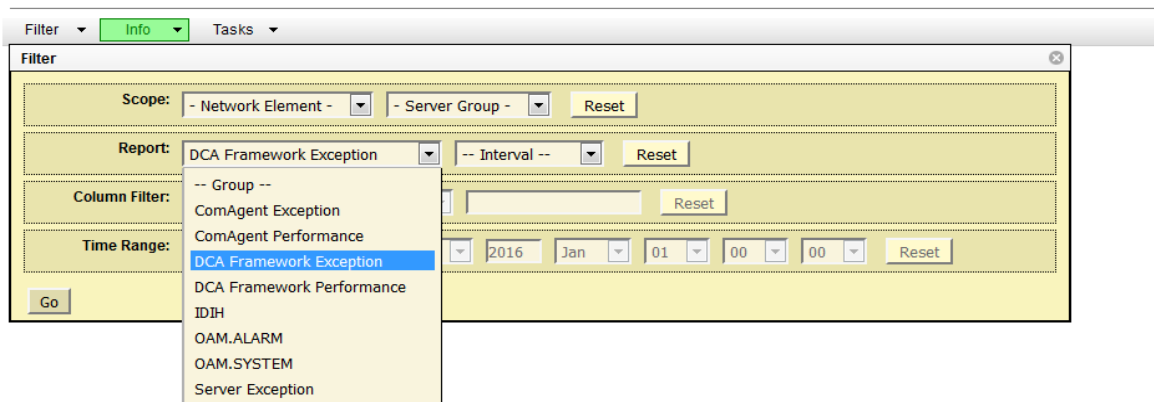 Filter Info Tasks
Filter
Scope: - Network Element - - Server Group - Reset
Report: DCA Framework Exception -- Interval -- Reset
-- Group --
Column Filter: Reset
ComAgent Exception
ComAgent Performance
Time Range: 2016 Jan 01 00 00 Reset
DCA Framework Exception
DCA Framework Performance
Go
IDIH
OAM.ALARM
OAM.SYSTEM
Server Exception